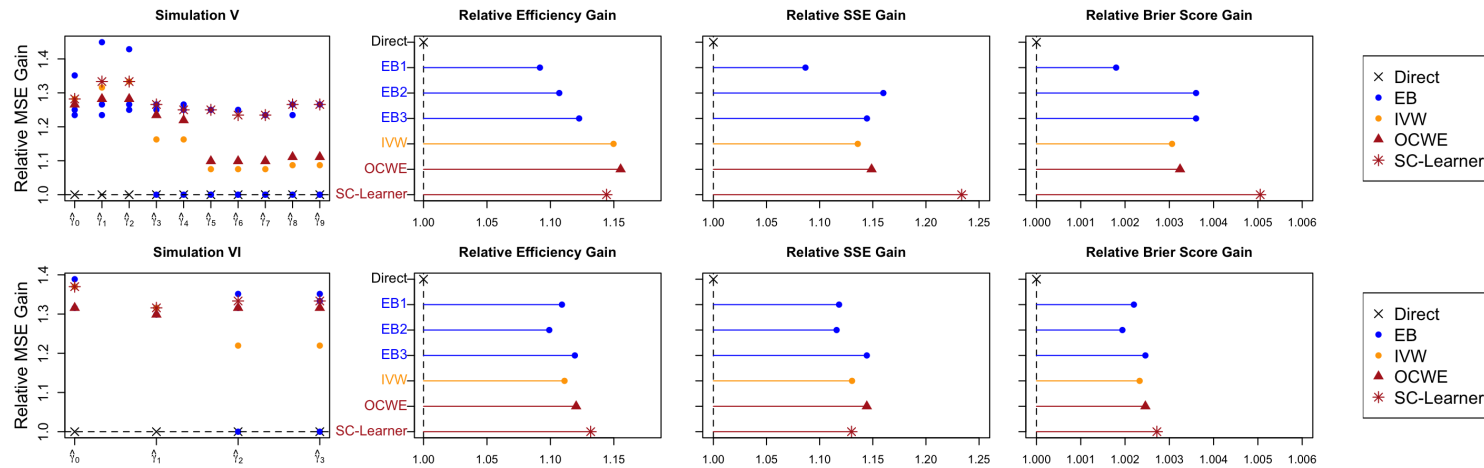 Simulation V
Relative MSE Gain
1.4
1.3
1.2
1.1
1.0
γ̂0 γ̂1 γ̂2 γ̂3 γ̂4 γ̂5 γ̂6 γ̂7 γ̂8 γ̂9
Relative Efficiency Gain
Direct
EB1
EB2
EB3
IVW
OCWE
SC-Learner
1.00 1.05 1.10 1.15
Relative SSE Gain
1.00 1.05 1.10 1.15 1.20 1.25
Relative Brier Score Gain
1.000 1.001 1.002 1.003 1.004 1.005 1.006
Direct
EB
IVW
OCWE
SC-Learner
Simulation VI
Relative MSE Gain
1.4
1.3
1.2
1.1
1.0
γ̂0 γ̂1 γ̂2 γ̂3
Relative Efficiency Gain
Direct
EB1
EB2
EB3
IVW
OCWE
SC-Learner
1.00 1.05 1.10 1.15
Relative SSE Gain
1.00 1.05 1.10 1.15 1.20 1.25
Relative Brier Score Gain
1.000 1.001 1.002 1.003 1.004 1.005 1.006
Direct
EB
IVW
OCWE
SC-Learner